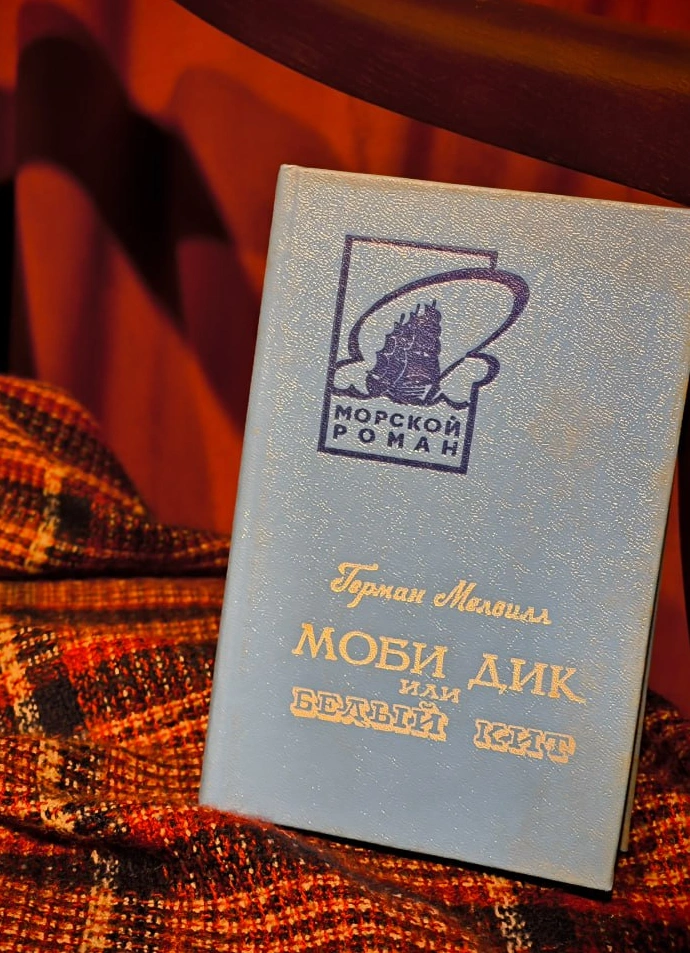 МОРСКОЙ
РОМАН
Герман Мелвилл
МОБИ ДИК
ИЛИ
БЕЛЫЙ КИТ